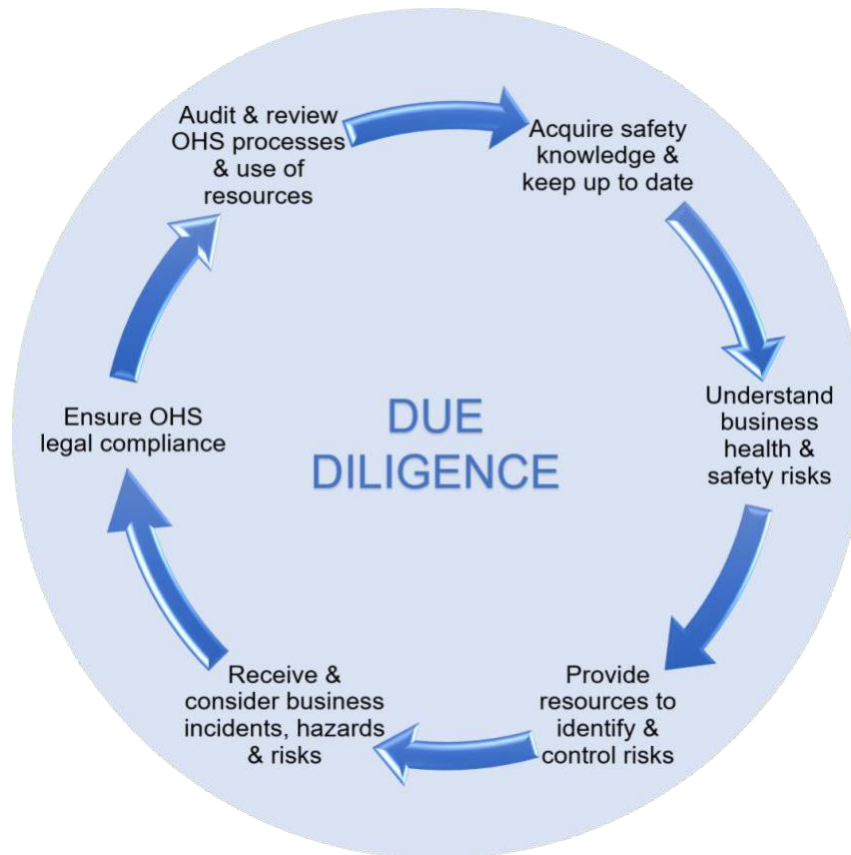 Audit & review
OHS processes
& use of
resources
Acquire safety
knowledge &
keep up to date
Understand
business
health &
safety risks
Provide
resources to
identify &
control risks
Receive &
consider business
incidents, hazards
& risks
Ensure OHS
legal compliance
DUE
DILIGENCE